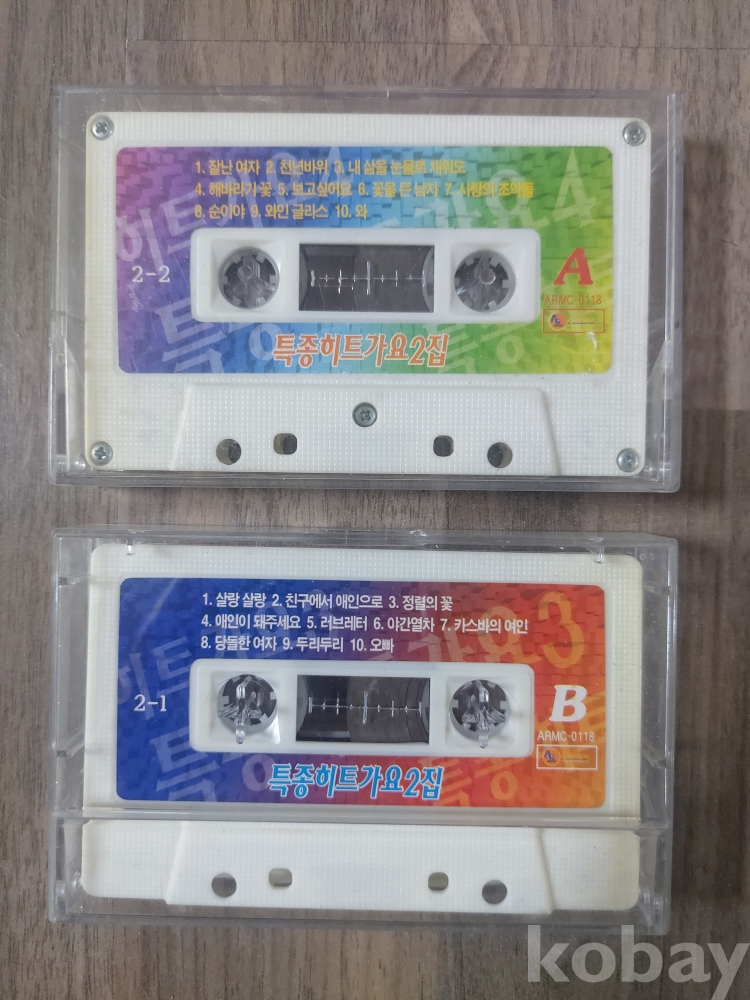 1. 잘난 여자 2. 천년바위 3. 내 삶을 눈물로 채워도
4. 해바라기 꽃 5. 보고싶어요 6. 꽃을 든 남자 7. 사랑의 조약돌
8. 순이야 9. 와인 글라스 10. 와
2-2
A
ARMC-0118
특종히트가요2집
1. 살랑 살랑 2. 친구에서 애인으로 3. 정렬의 꽃
4. 애인이 돼주세요 5. 러브레터 6. 야간열차 7. 카스바의 여인
8. 당돌한 여자 9. 두리두리 10. 오빠
2-1
B
ARMC-0118
특종히트가요2집
kobay